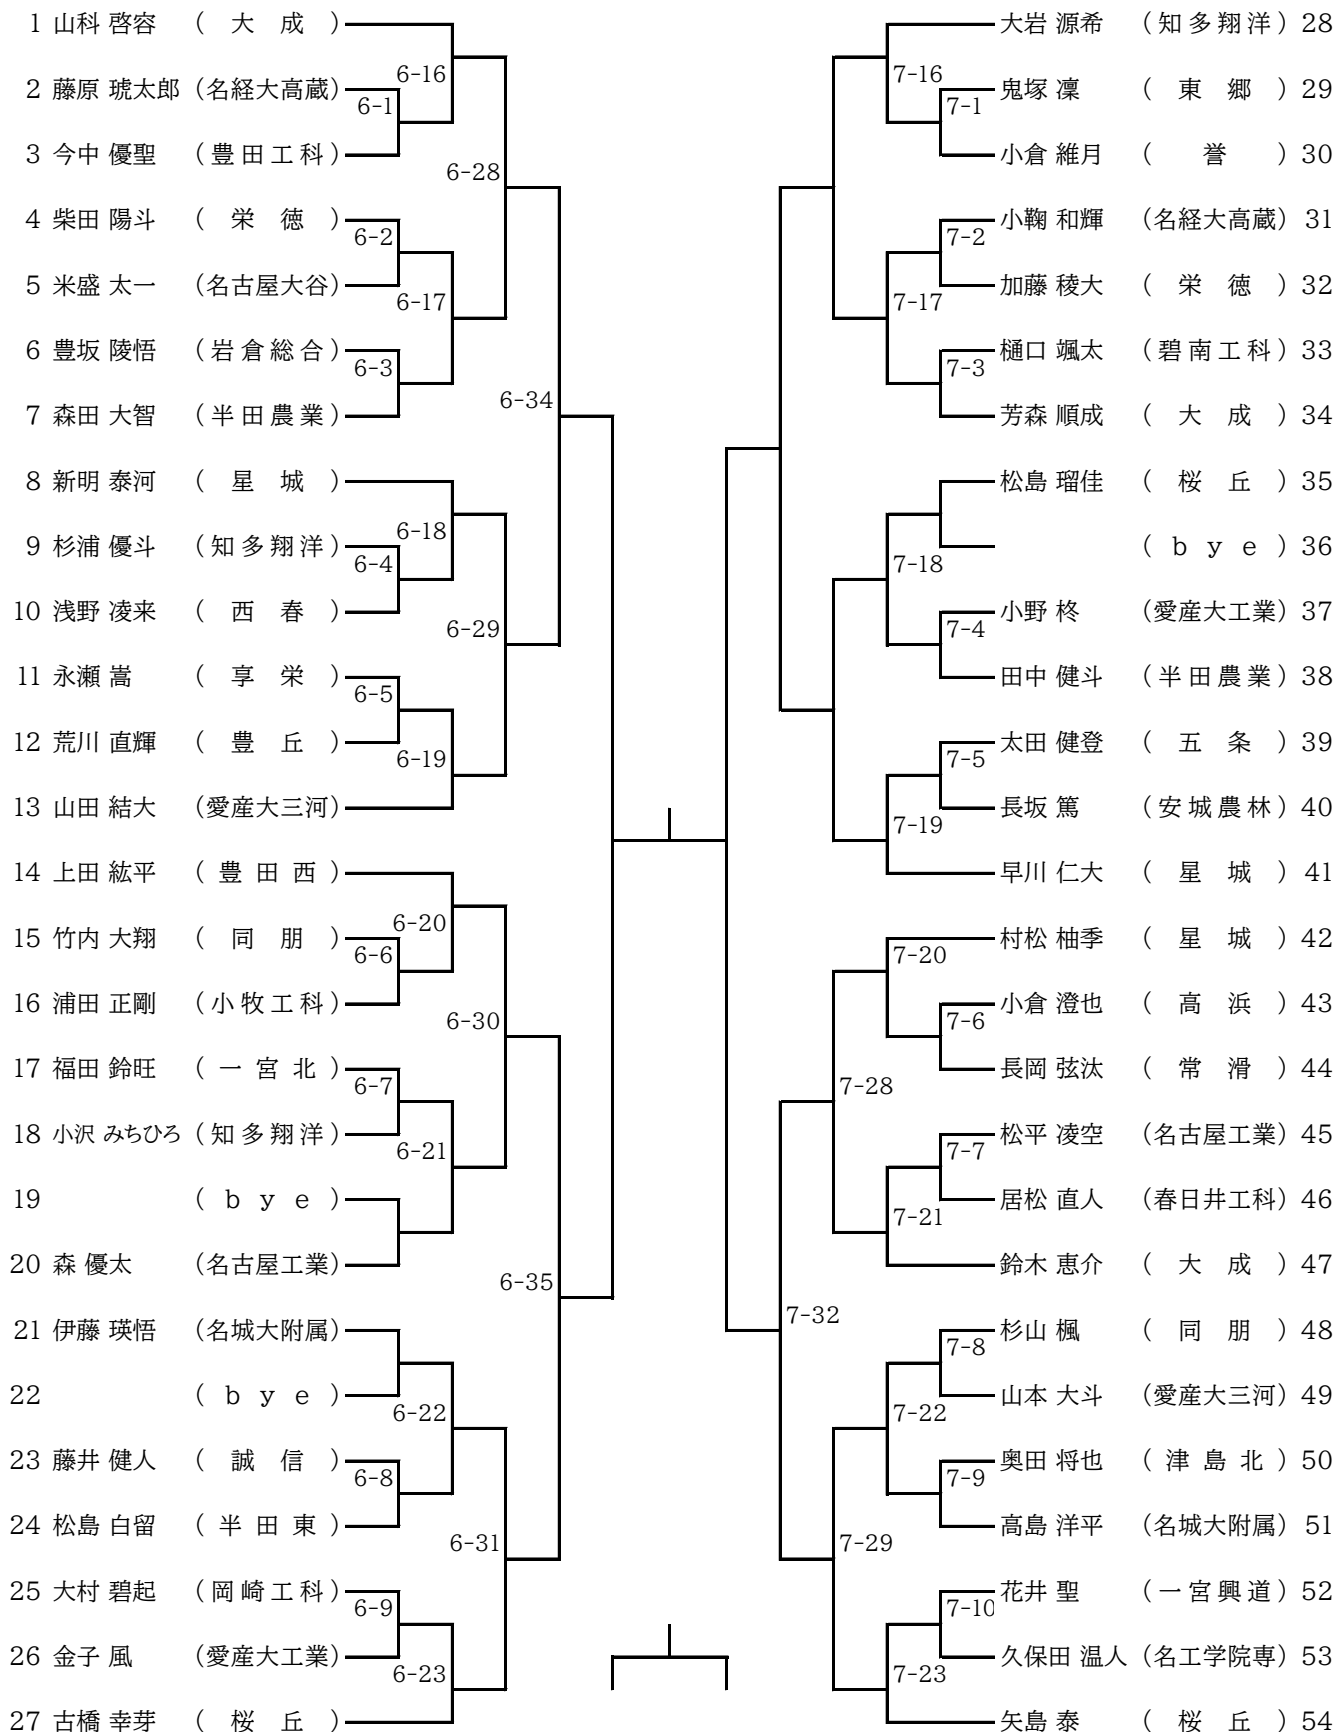 1 山科 啓容 （ 大 成 ）
6-16
2 藤原 琥太郎 （名経大高蔵）
6-1
3 今中 優聖 （豊田工科）
6-28
4 柴田 陽斗 （ 栄 徳 ）
6-2
5 米盛 太一 （名古屋大谷）
6-17
6 豊坂 陵悟 （岩倉総合）
6-3
7 森田 大智 （半田農業）
6-34
8 新明 泰河 （ 星 城 ）
6-18
9 杉浦 優斗 （知多翔洋）
6-4
10 浅野 凌来 （ 西 春 ）
6-29
11 永瀬 嵩 （ 享 栄 ）
6-5
12 荒川 直輝 （ 豊 丘 ）
6-19
13 山田 結大 （愛産大三河）
14 上田 紘平 （ 豊 田 西 ）
6-20
15 竹内 大翔 （ 同 朋 ）
6-6
16 浦田 正剛 （小牧工科）
6-30
17 福田 鈴旺 （ 一 宮 北 ）
6-7
18 小沢 みちひろ （知多翔洋）
6-21
19 （ b y e ）
20 森 優太 （名古屋工業）
6-35
21 伊藤 瑛悟 （名城大附属）
22 （ b y e ）
6-22
23 藤井 健人 （ 誠 信 ）
6-8
24 松島 白留 （ 半 田 東 ）
6-31
25 大村 碧起 （岡崎工科）
6-9
26 金子 風 （愛産大工業）
6-23
27 古橋 幸芽 （ 桜 丘 ）
大岩 源希 （知多翔洋） 28
7-16
鬼塚 凜 （ 東 郷 ） 29
7-1
小倉 維月 （ 誉 ） 30
小鞠 和輝 （名経大高蔵） 31
7-2
加藤 稜大 （ 栄 徳 ） 32
7-17
樋口 颯太 （碧南工科） 33
7-3
芳森 順成 （ 大 成 ） 34
松島 瑠佳 （ 桜 丘 ） 35
（ b y e ） 36
7-18
小野 柊 （愛産大工業） 37
7-4
田中 健斗 （半田農業） 38
太田 健登 （ 五 条 ） 39
7-5
長坂 篤 （安城農林） 40
7-19
早川 仁大 （ 星 城 ） 41
村松 柚季 （ 星 城 ） 42
7-20
小倉 澄也 （ 高 浜 ） 43
7-6
長岡 弦汰 （ 常 滑 ） 44
7-28
松平 凌空 （名古屋工業） 45
7-7
居松 直人 （春日井工科） 46
7-21
鈴木 恵介 （ 大 成 ） 47
7-32
杉山 楓 （ 同 朋 ） 48
7-8
山本 大斗 （愛産大三河） 49
7-22
奥田 将也 （ 津 島 北 ） 50
7-9
高島 洋平 （名城大附属） 51
7-29
花井 聖 （一宮興道） 52
7-10
久保田 温人 （名工学院専） 53
7-23
矢島 泰 （ 桜 丘 ） 54